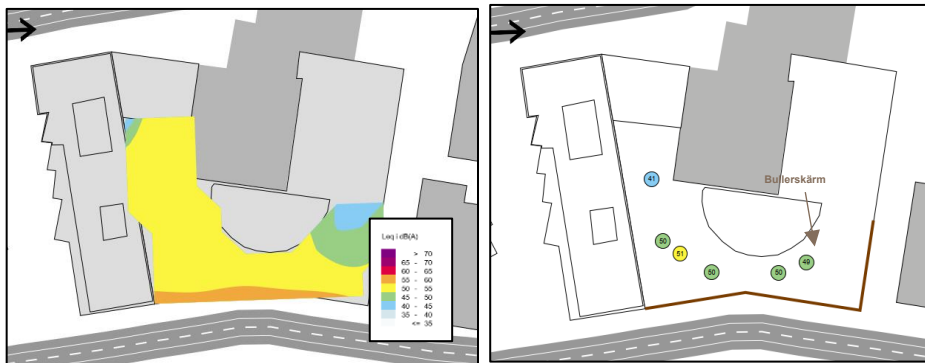 Leq i dB(A)
> 70
65 - 70
60 - 65
55 - 60
50 - 55
45 - 50
40 - 45
35 - 40
<= 35
41
Bullerskärm
50
51
50
50
49